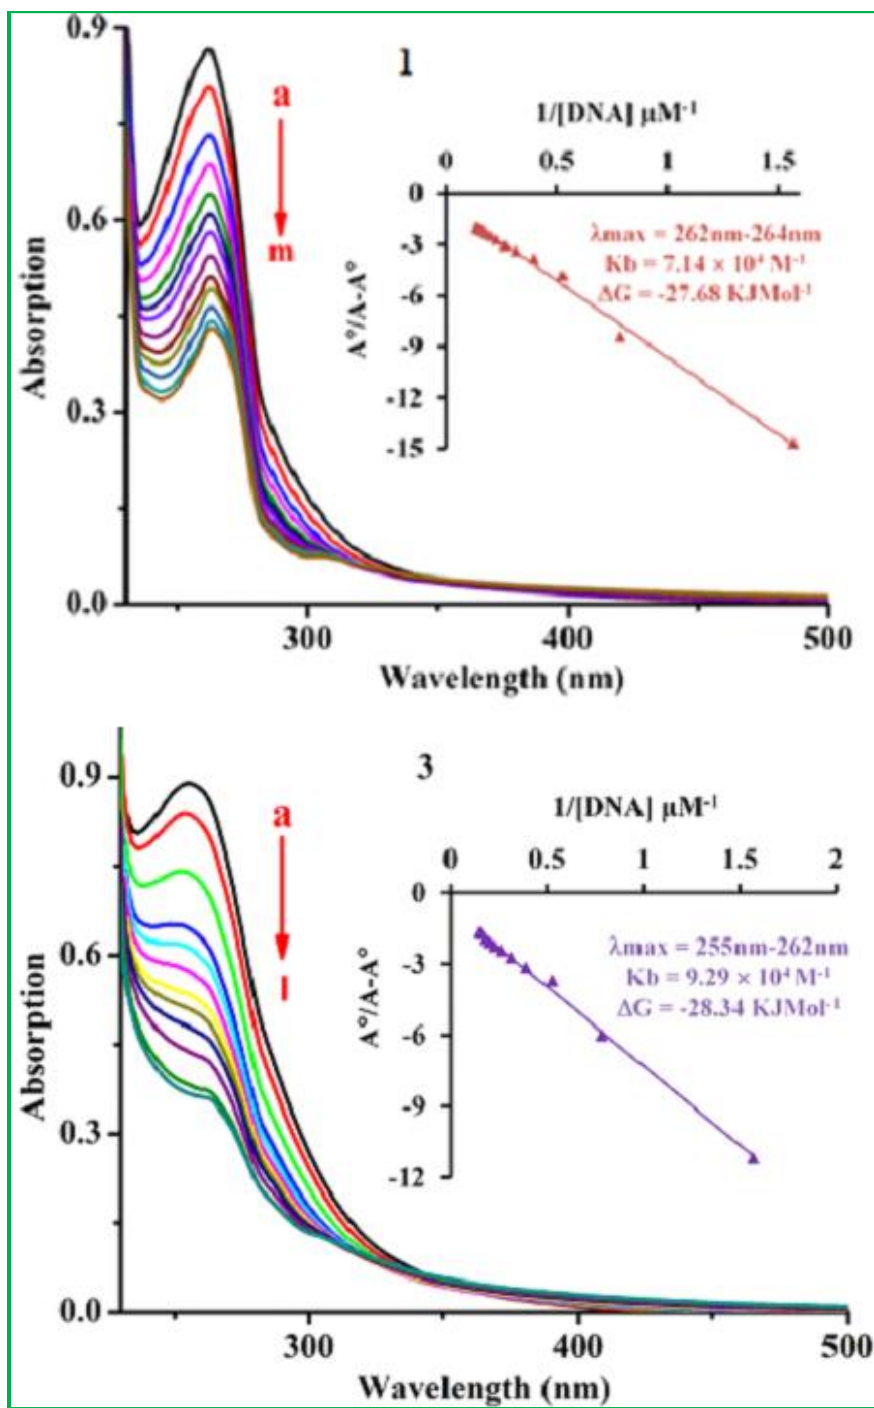 0.9
1
a
1/[DNA] µM⁻¹
0 0.5 1 1.5
0
0.6
m
-3
λmax = 262nm-264nm
Kb = 7.14 × 10⁴ M⁻¹
ΔG = -27.68 KJMol⁻¹
-6
-9
-12
-15
A°/A-A°
Absorption
0.3
0.0
300 400 500
Wavelength (nm)
3
0.9
a
1/[DNA] µM⁻¹
0 0.5 1 1.5 2
0
0.6
l
-3
λmax = 255nm-262nm
Kb = 9.29 × 10⁴ M⁻¹
ΔG = -28.34 KJMol⁻¹
-6
-9
-12
A°/A-A°
Absorption
0.3
0.0
300 400 500
Wavelength (nm)